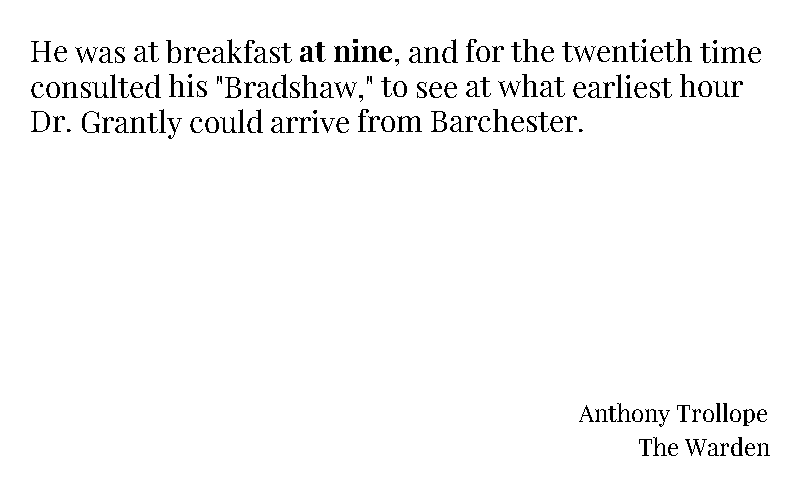 He was at breakfast at nine, and for the twentieth time
consulted his "Bradshaw," to see at what earliest hour
Dr. Grantly could arrive from Barchester.
Anthony Trollope
The Warden